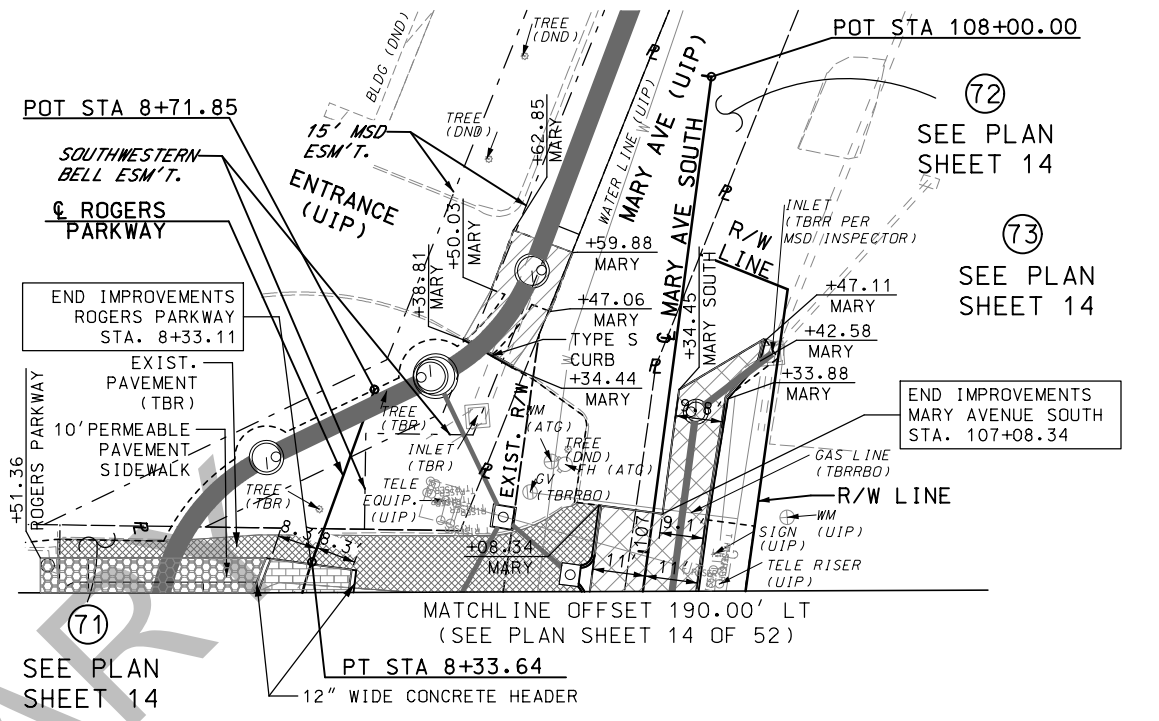 POT STA 108+00.00
POT STA 8+71.85
72
SEE PLAN
SHEET 14
73
SEE PLAN
SHEET 14
TREE
(DND)
BLDG (DND)
TREE
(DND)
15' MSD
ESM'T.
+62.85
MARY
SOUTHWESTERN
BELL ESM'T.
ENTRANCE
(UIP)
WATER LINE (UIP)
MARY AVE (UIP)
℄ MARY AVE SOUTH
℄ ROGERS
PARKWAY
+50.03
MARY
+38.81
MARY
+59.88
MARY
R/W
LINE
INLET
(TBRR PER
MSD INSPECTOR)
END IMPROVEMENTS
ROGERS PARKWAY
STA. 8+33.11
+47.06
MARY
+34.45
MARY SOUTH
+47.11
MARY
TYPE S
CURB
+42.58
MARY
EXIST.
PAVEMENT
(TBR)
+34.44
MARY
+33.88
MARY
8.8'
END IMPROVEMENTS
MARY AVENUE SOUTH
STA. 107+08.34
10' PERMEABLE
PAVEMENT
SIDEWALK
+51.36
ROGERS PARKWAY
TREE
(TBR)
TREE
(TBR)
INLET
(TBR)
EXIST. R/W
WM
(ATG)
TREE
(DND)
FH (ATG)
GV
(TBRRBO)
GAS LINE
(TBRRBO)
R/W LINE
TELE
EQUIP.
(UIP)
WM
(UIP)
SIGN
(UIP)
TELE RISER
(UIP)
8.3'
8.3'
+08.34
MARY
107
9.1'
11'
11'
71
SEE PLAN
SHEET 14
MATCHLINE OFFSET 190.00' LT
(SEE PLAN SHEET 14 OF 52)
PT STA 8+33.64
12" WIDE CONCRETE HEADER